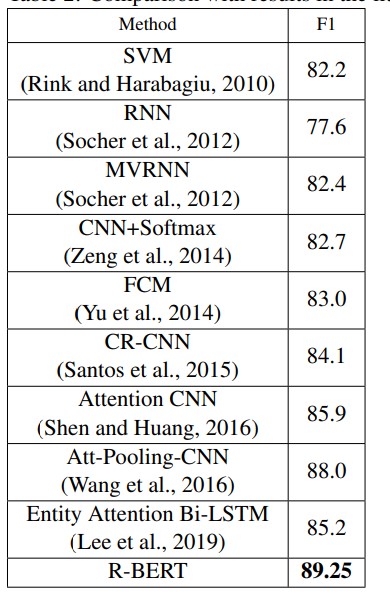 Table 2: Comparison with results in the
Method F1
SVM
(Rink and Harabagiu, 2010) 82.2
RNN
(Socher et al., 2012) 77.6
MVRNN
(Socher et al., 2012) 82.4
CNN+Softmax
(Zeng et al., 2014) 82.7
FCM
(Yu et al., 2014) 83.0
CR-CNN
(Santos et al., 2015) 84.1
Attention CNN
(Shen and Huang, 2016) 85.9
Att-Pooling-CNN
(Wang et al., 2016) 88.0
Entity Attention Bi-LSTM
(Lee et al., 2019) 85.2
R-BERT 89.25